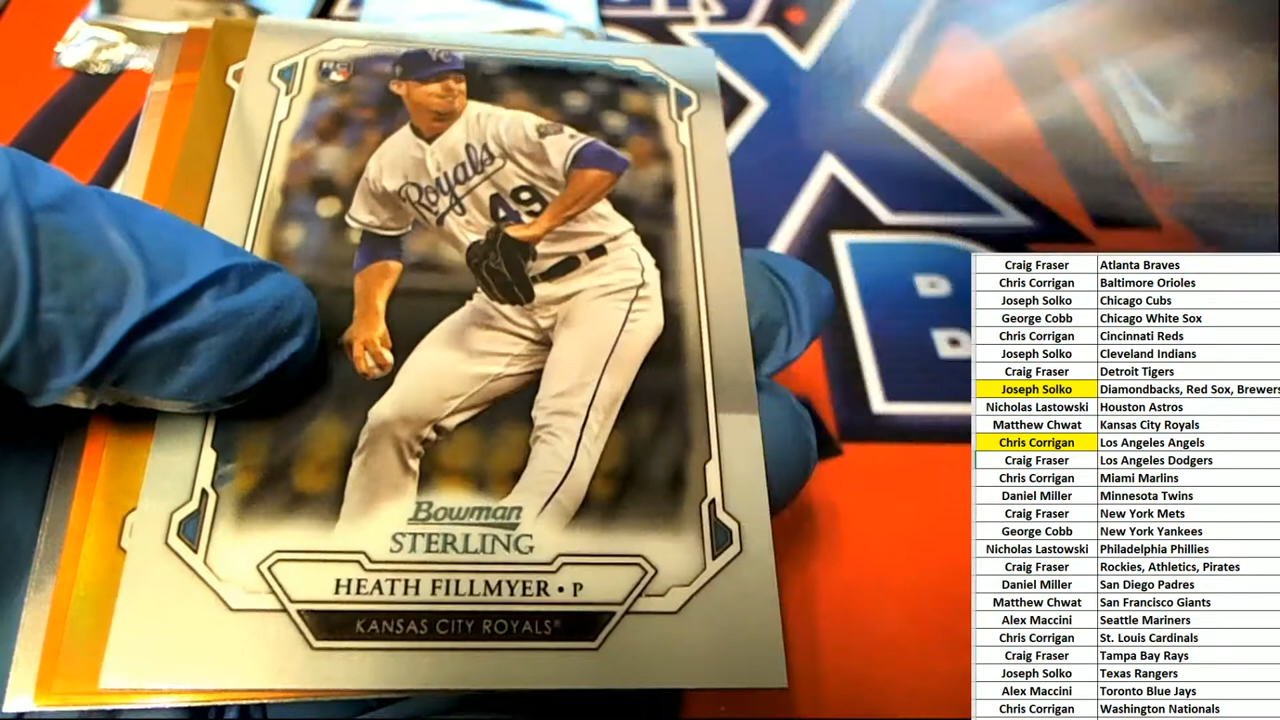 RC
KC
Royals
49
Bowman
STERLING
HEATH FILLMYER • P
KANSAS CITY ROYALS®
X
B
Craig Fraser Atlanta Braves
Chris Corrigan Baltimore Orioles
Joseph Solko Chicago Cubs
George Cobb Chicago White Sox
Chris Corrigan Cincinnati Reds
Joseph Solko Cleveland Indians
Craig Fraser Detroit Tigers
Joseph Solko Diamondbacks, Red Sox, Brewers
Nicholas Lastowski Houston Astros
Matthew Chwat Kansas City Royals
Chris Corrigan Los Angeles Angels
Craig Fraser Los Angeles Dodgers
Chris Corrigan Miami Marlins
Daniel Miller Minnesota Twins
Craig Fraser New York Mets
George Cobb New York Yankees
Nicholas Lastowski Philadelphia Phillies
Craig Fraser Rockies, Athletics, Pirates
Daniel Miller San Diego Padres
Matthew Chwat San Francisco Giants
Alex Maccini Seattle Mariners
Chris Corrigan St. Louis Cardinals
Craig Fraser Tampa Bay Rays
Joseph Solko Texas Rangers
Alex Maccini Toronto Blue Jays
Chris Corrigan Washington Nationals